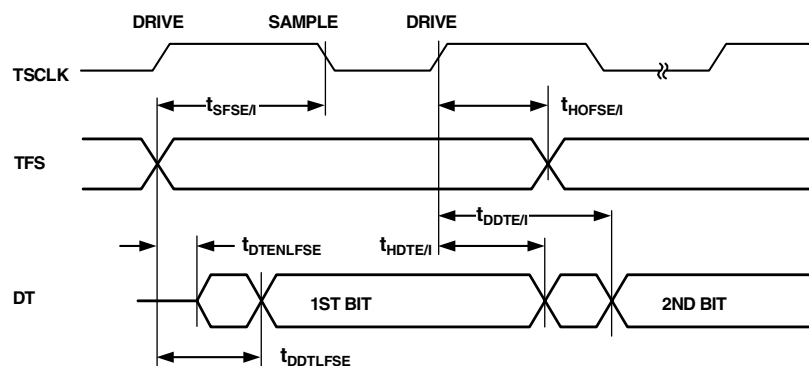 DRIVE SAMPLE DRIVE
TSCLK
tSFSE/I tHOFSE/I
TFS
tDDTE/I
tDTENLFSE tHDTE/I
DT 1ST BIT 2ND BIT
tDDTLFSE